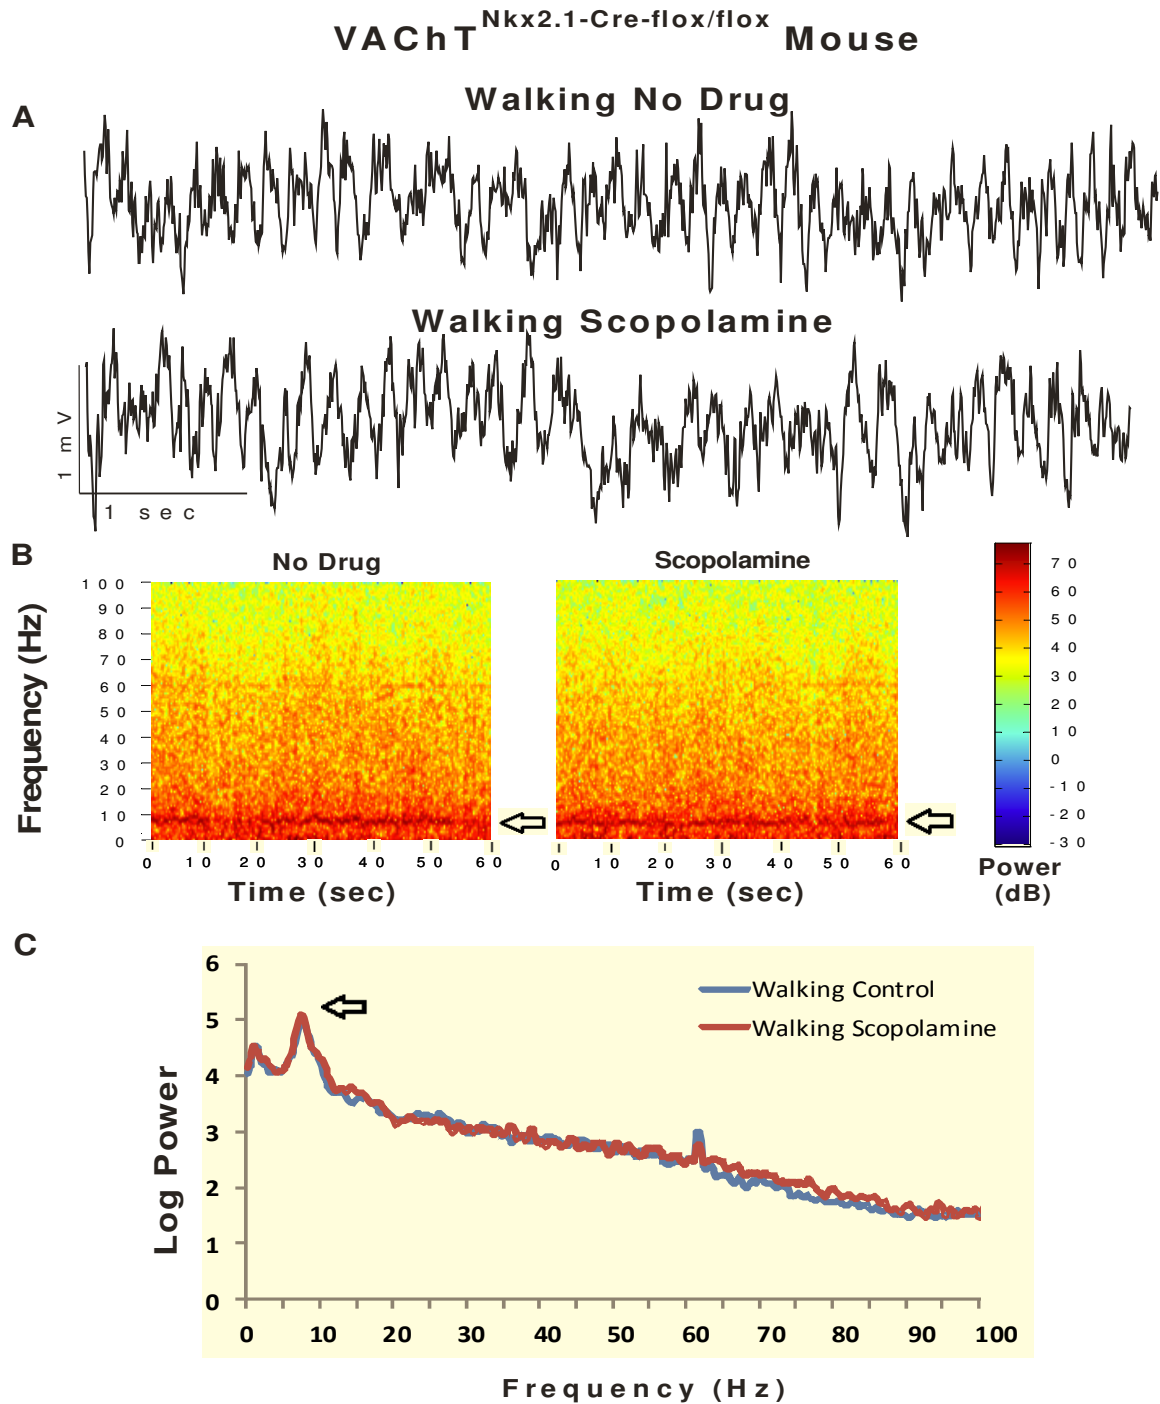 VAChT Nkx2.1-Cre-flox/flox Mouse
A
Walking No Drug
Walking Scopolamine
1 mV
1 sec
B
No Drug
Scopolamine
Frequency (Hz)
100
90
80
70
60
50
40
30
20
10
0
0 10 20 30 40 50 60
Time (sec)
0 10 20 30 40 50 60
Time (sec)
70
60
50
40
30
20
10
0
-10
-20
-30
Power
(dB)
C
Log Power
6
5
4
3
2
1
0
Walking Control
Walking Scopolamine
0 10 20 30 40 50 60 70 80 90 100
Frequency (Hz)